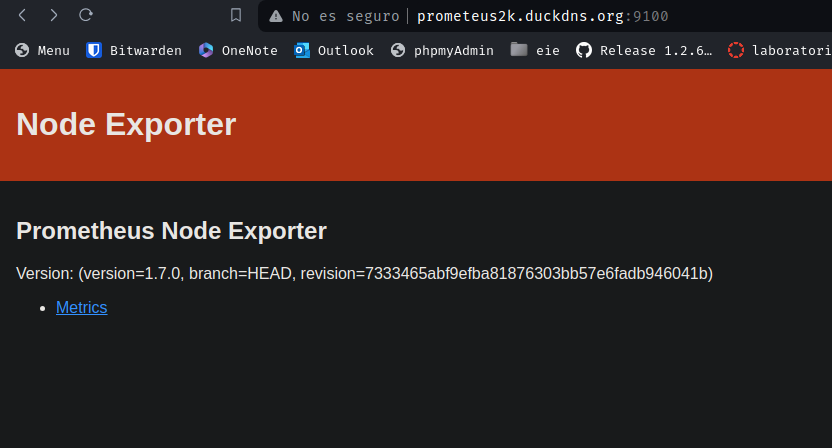 No es seguro prometeus2k.duckdns.org:9100
Menu Bitwarden OneNote Outlook phpmyAdmin eie Release 1.2.6… laboratori
Node Exporter
Prometheus Node Exporter
Version: (version=1.7.0, branch=HEAD, revision=7333465abf9efba81876303bb57e6fadb946041b)
Metrics